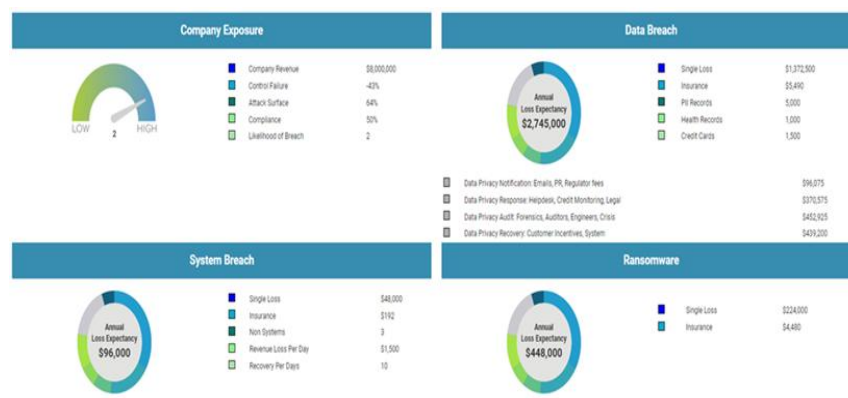 Company Exposure
Company Revenue $8,000,000
Control Failure -43%
Attack Surface 64%
Compliance 50%
Likelihood of Breach 2
LOW 2 HIGH
Data Breach
Annual
Loss Expectancy
$2,745,000
Single Loss $1,372,500
Insurance $5,490
PII Records 5,000
Health Records 1,000
Credit Cards 1,500
Data Privacy Notification: Emails, PR, Regulator fees $96,075
Data Privacy Response: Helpdesk, Credit Monitoring, Legal $370,575
Data Privacy Audit: Forensics, Auditors, Engineers, Crisis $452,925
Data Privacy Recovery: Customer Incentives, System $439,200
System Breach
Annual
Loss Expectancy
$96,000
Single Loss $48,000
Insurance $192
Non Systems 3
Revenue Loss Per Day $1,500
Recovery Per Days 10
Ransomware
Annual
Loss Expectancy
$448,000
Single Loss $224,000
Insurance $4,480